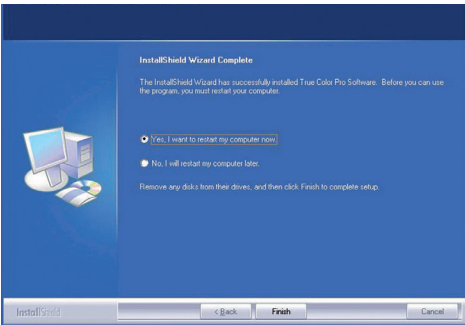 InstallShield Wizard Complete
The InstallShield Wizard has successfully installed True Color Pro Software. Before you can use
the program, you must restart your computer.
Yes, I want to restart my computer now.
No, I will restart my computer later.
Remove any disks from their drives, and then click Finish to complete setup.
InstallShield
< Back Finish Cancel